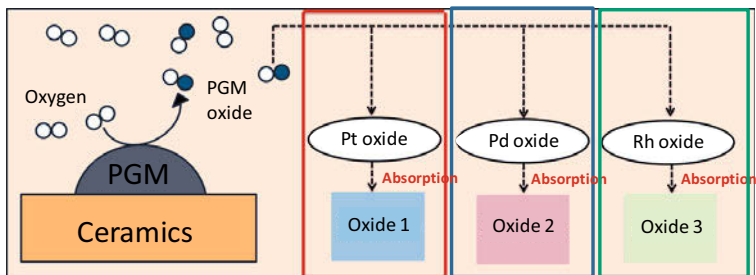 Oxygen
PGM
oxide
PGM
Ceramics
Pt oxide
Absorption
Oxide 1
Pd oxide
Absorption
Oxide 2
Rh oxide
Absorption
Oxide 3